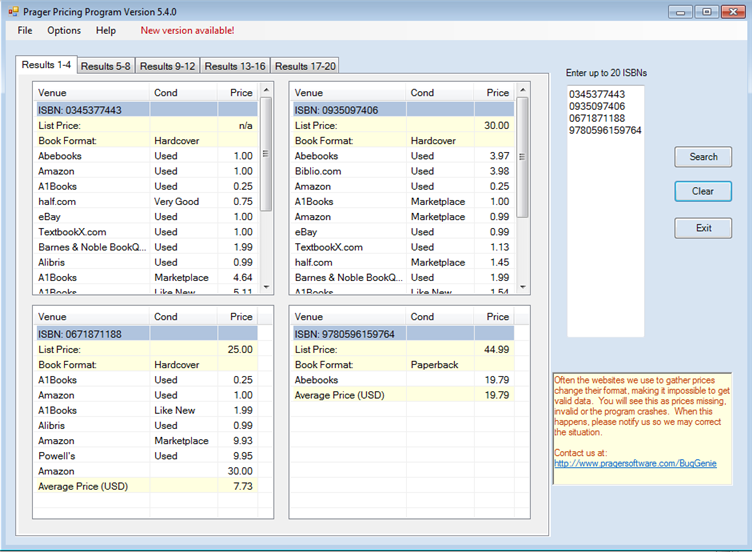 Prager Pricing Program Version 5.4.0
File Options Help New version available!
Results 1-4 Results 5-8 Results 9-12 Results 13-16 Results 17-20
Venue Cond Price
ISBN: 0345377443
List Price: n/a
Book Format: Hardcover
Abebooks Used 1.00
Amazon Used 1.00
A1Books Used 0.25
half.com Very Good 0.75
eBay Used 1.00
TextbookX.com Used 1.00
Barnes & Noble BookQ... Used 1.99
Alibris Used 0.99
A1Books Marketplace 4.64
A1Books Like New 5.11
Venue Cond Price
ISBN: 0935097406
List Price: 30.00
Book Format: Hardcover
Abebooks Used 3.97
Biblio.com Used 3.98
Amazon Used 0.25
A1Books Marketplace 1.00
Amazon Marketplace 0.99
eBay Used 0.99
TextbookX.com Used 1.13
half.com Marketplace 1.45
Barnes & Noble BookQ... Used 1.99
A1Books Like New 1.54
Venue Cond Price
ISBN: 0671871188
List Price: 25.00
Book Format: Hardcover
A1Books Used 0.25
Amazon Used 1.00
A1Books Like New 1.99
Alibris Used 0.99
Amazon Marketplace 9.93
Powell's Used 9.95
Amazon 30.00
Average Price (USD) 7.73
Venue Cond Price
ISBN: 9780596159764
List Price: 44.99
Book Format: Paperback
Abebooks 19.79
Average Price (USD) 19.79
Enter up to 20 ISBNs
0345377443
0935097406
0671871188
9780596159764
Search
Clear
Exit
Often the websites we use to gather prices
change their format, making it impossible to get
valid data. You will see this as prices missing,
invalid or the program crashes. When this
happens, please notify us so we may correct
the situation.
Contact us at:
http://www.pragersoftware.com/BugGenie